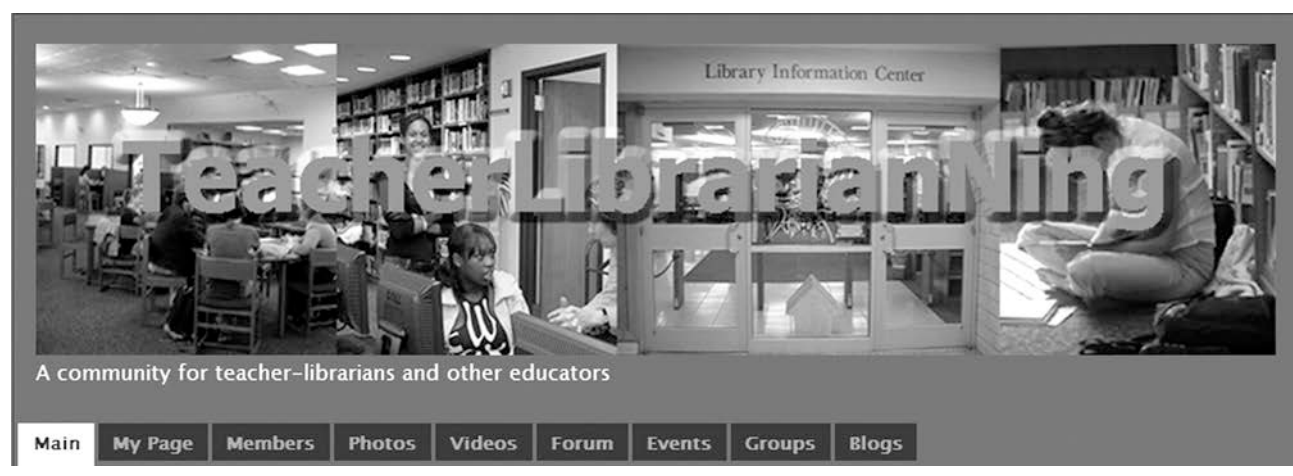 Library Information Center
TeacherLibrarianNing
A community for teacher-librarians and other educators
Main My Page Members Photos Videos Forum Events Groups Blogs